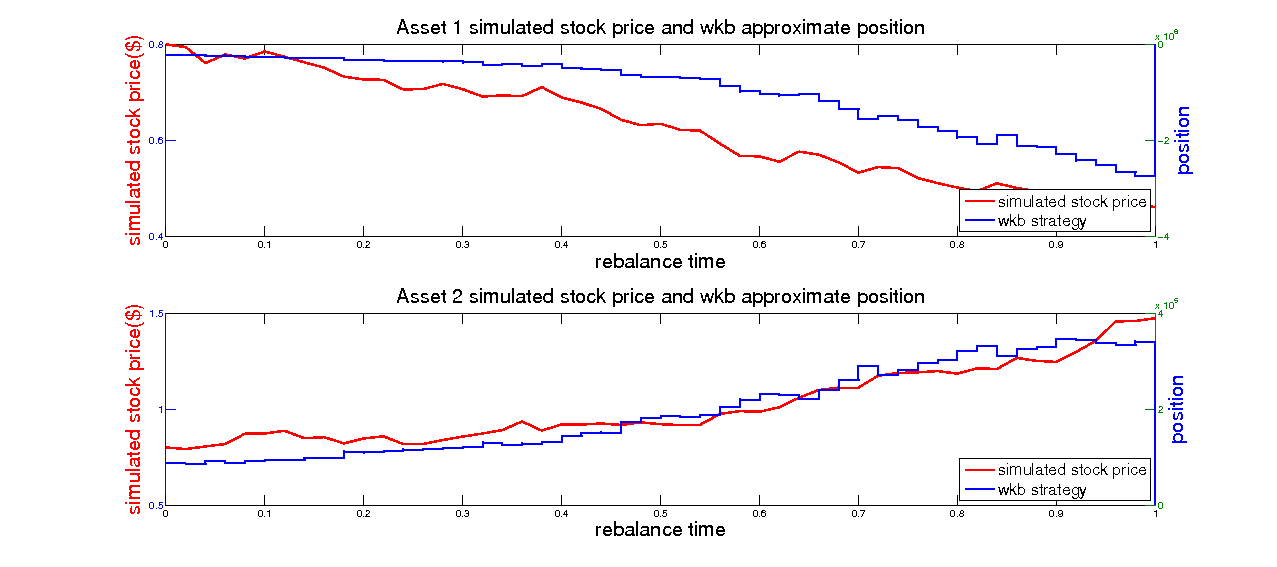 Asset 1 simulated stock price and wkb approximate position
simulated stock price($)
0.8
0.6
0.4
0
−2
−4
position
simulated stock price
wkb strategy
0 0.1 0.2 0.3 0.4 0.5 0.6 0.7 0.8 0.9 1
rebalance time
Asset 2 simulated stock price and wkb approximate position
simulated stock price($)
1.5
1
0.5
4
2
0
position
simulated stock price
wkb strategy
0 0.1 0.2 0.3 0.4 0.5 0.6 0.7 0.8 0.9 1
rebalance time